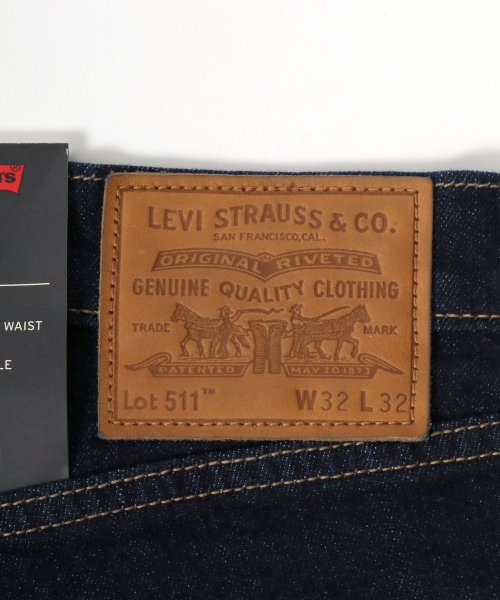 LEVI STRAUSS & CO.
SAN FRANCISCO, CAL.
ORIGINAL RIVETED
GENUINE QUALITY CLOTHING
TRADE MARK
PATENTED MAY 20 1873
Lot 511™ W32 L32
WAIST